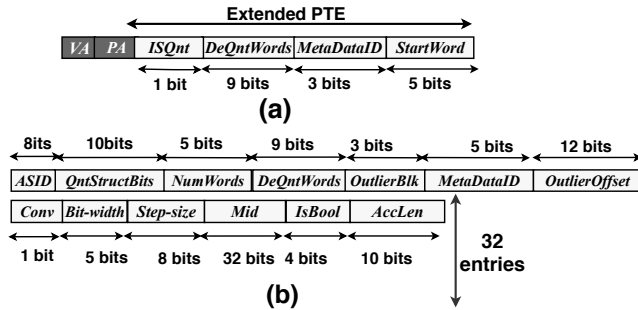 Extended PTE
VA PA ISQnt DeQntWords MetaDataID StartWord
1 bit 9 bits 3 bits 5 bits
(a)
8its 10bits 5 bits 9 bits 3 bits 5 bits 12 bits
ASID QntStructBits NumWords DeQntWords OutlierBlk MetaDataID OutlierOffset
Conv Bit-width Step-size Mid IsBool AccLen
1 bit 5 bits 8 bits 32 bits 4 bits 10 bits
32
entries
(b)